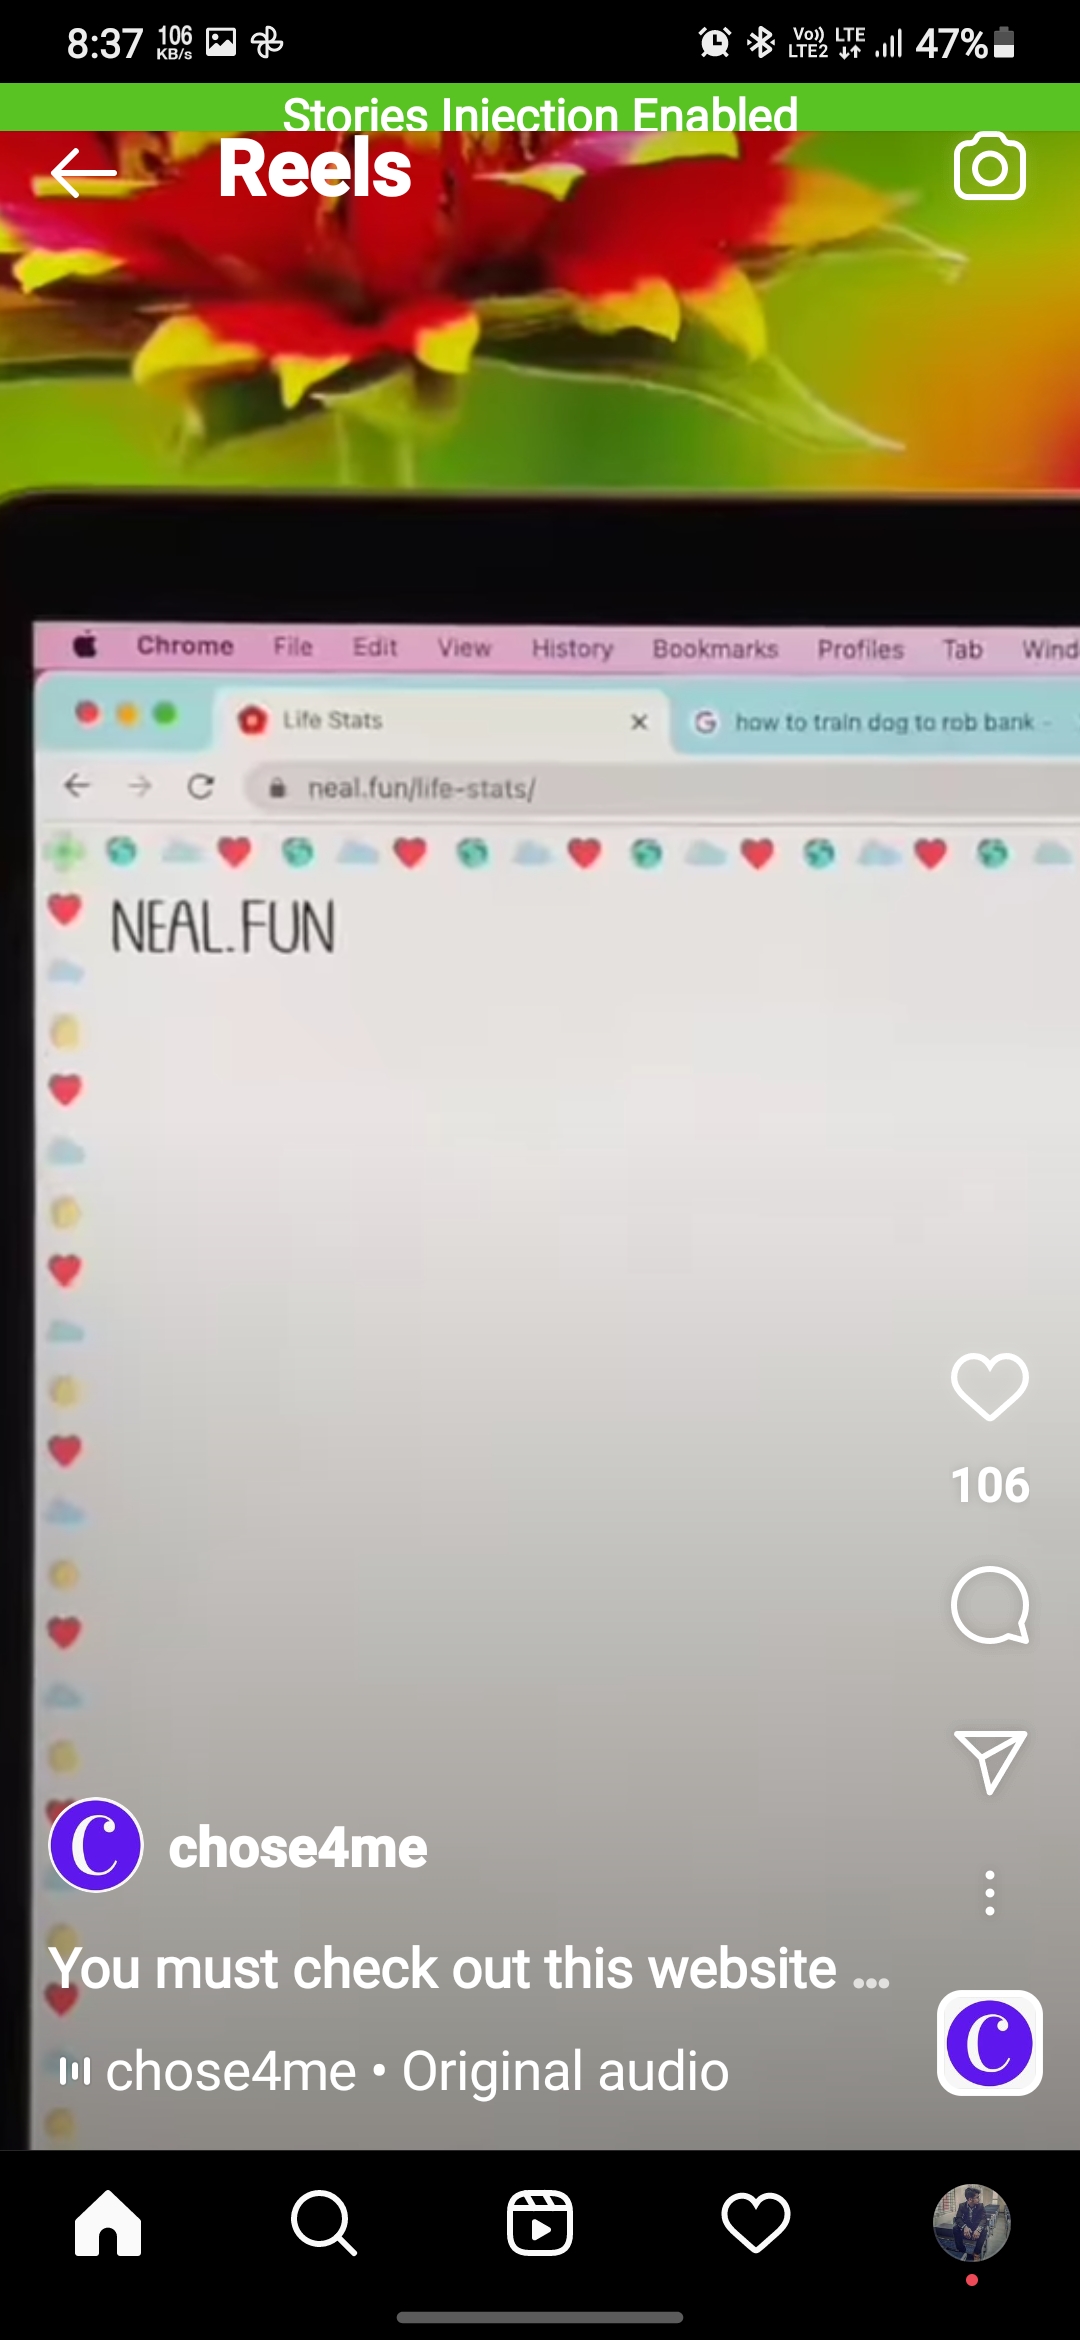 8:37 106 KB/s Vo)) LTE2 LTE 47%
Stories Injection Enabled
Reels
Chrome File Edit View History Bookmarks Profiles Tab Wind
Life Stats how to train dog to rob bank -
neal.fun/life-stats/
NEAL.FUN
106
C chose4me
You must check out this website ...
chose4me • Original audio
C